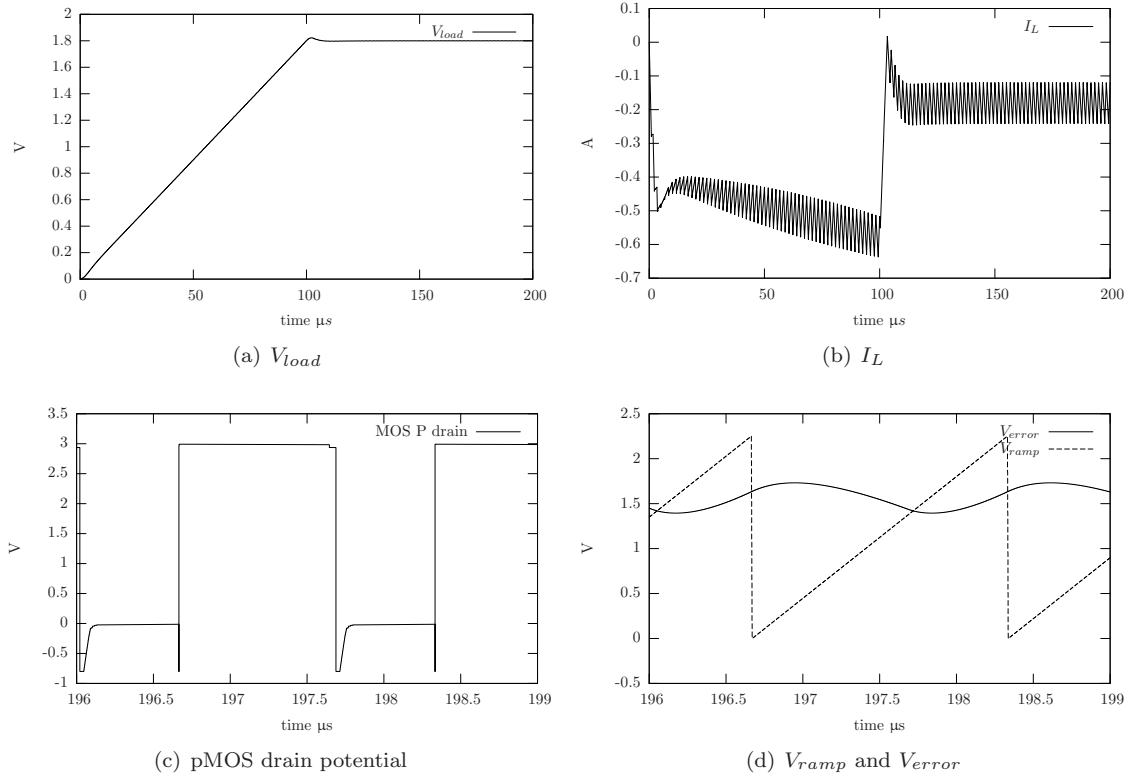 V_load
2
1.8
1.6
1.4
1.2
1
0.8
0.6
0.4
0.2
0
V
0 50 100 150 200
time μs
(a) V_load
I_L
0.1
0
-0.1
-0.2
-0.3
-0.4
-0.5
-0.6
-0.7
A
0 50 100 150 200
time μs
(b) I_L
MOS P drain
3.5
3
2.5
2
1.5
1
0.5
0
-0.5
-1
V
196 196.5 197 197.5 198 198.5 199
time μs
(c) pMOS drain potential
V_error
V_ramp
2.5
2
1.5
1
0.5
0
-0.5
V
196 196.5 197 197.5 198 198.5 199
time μs
(d) V_ramp and V_error